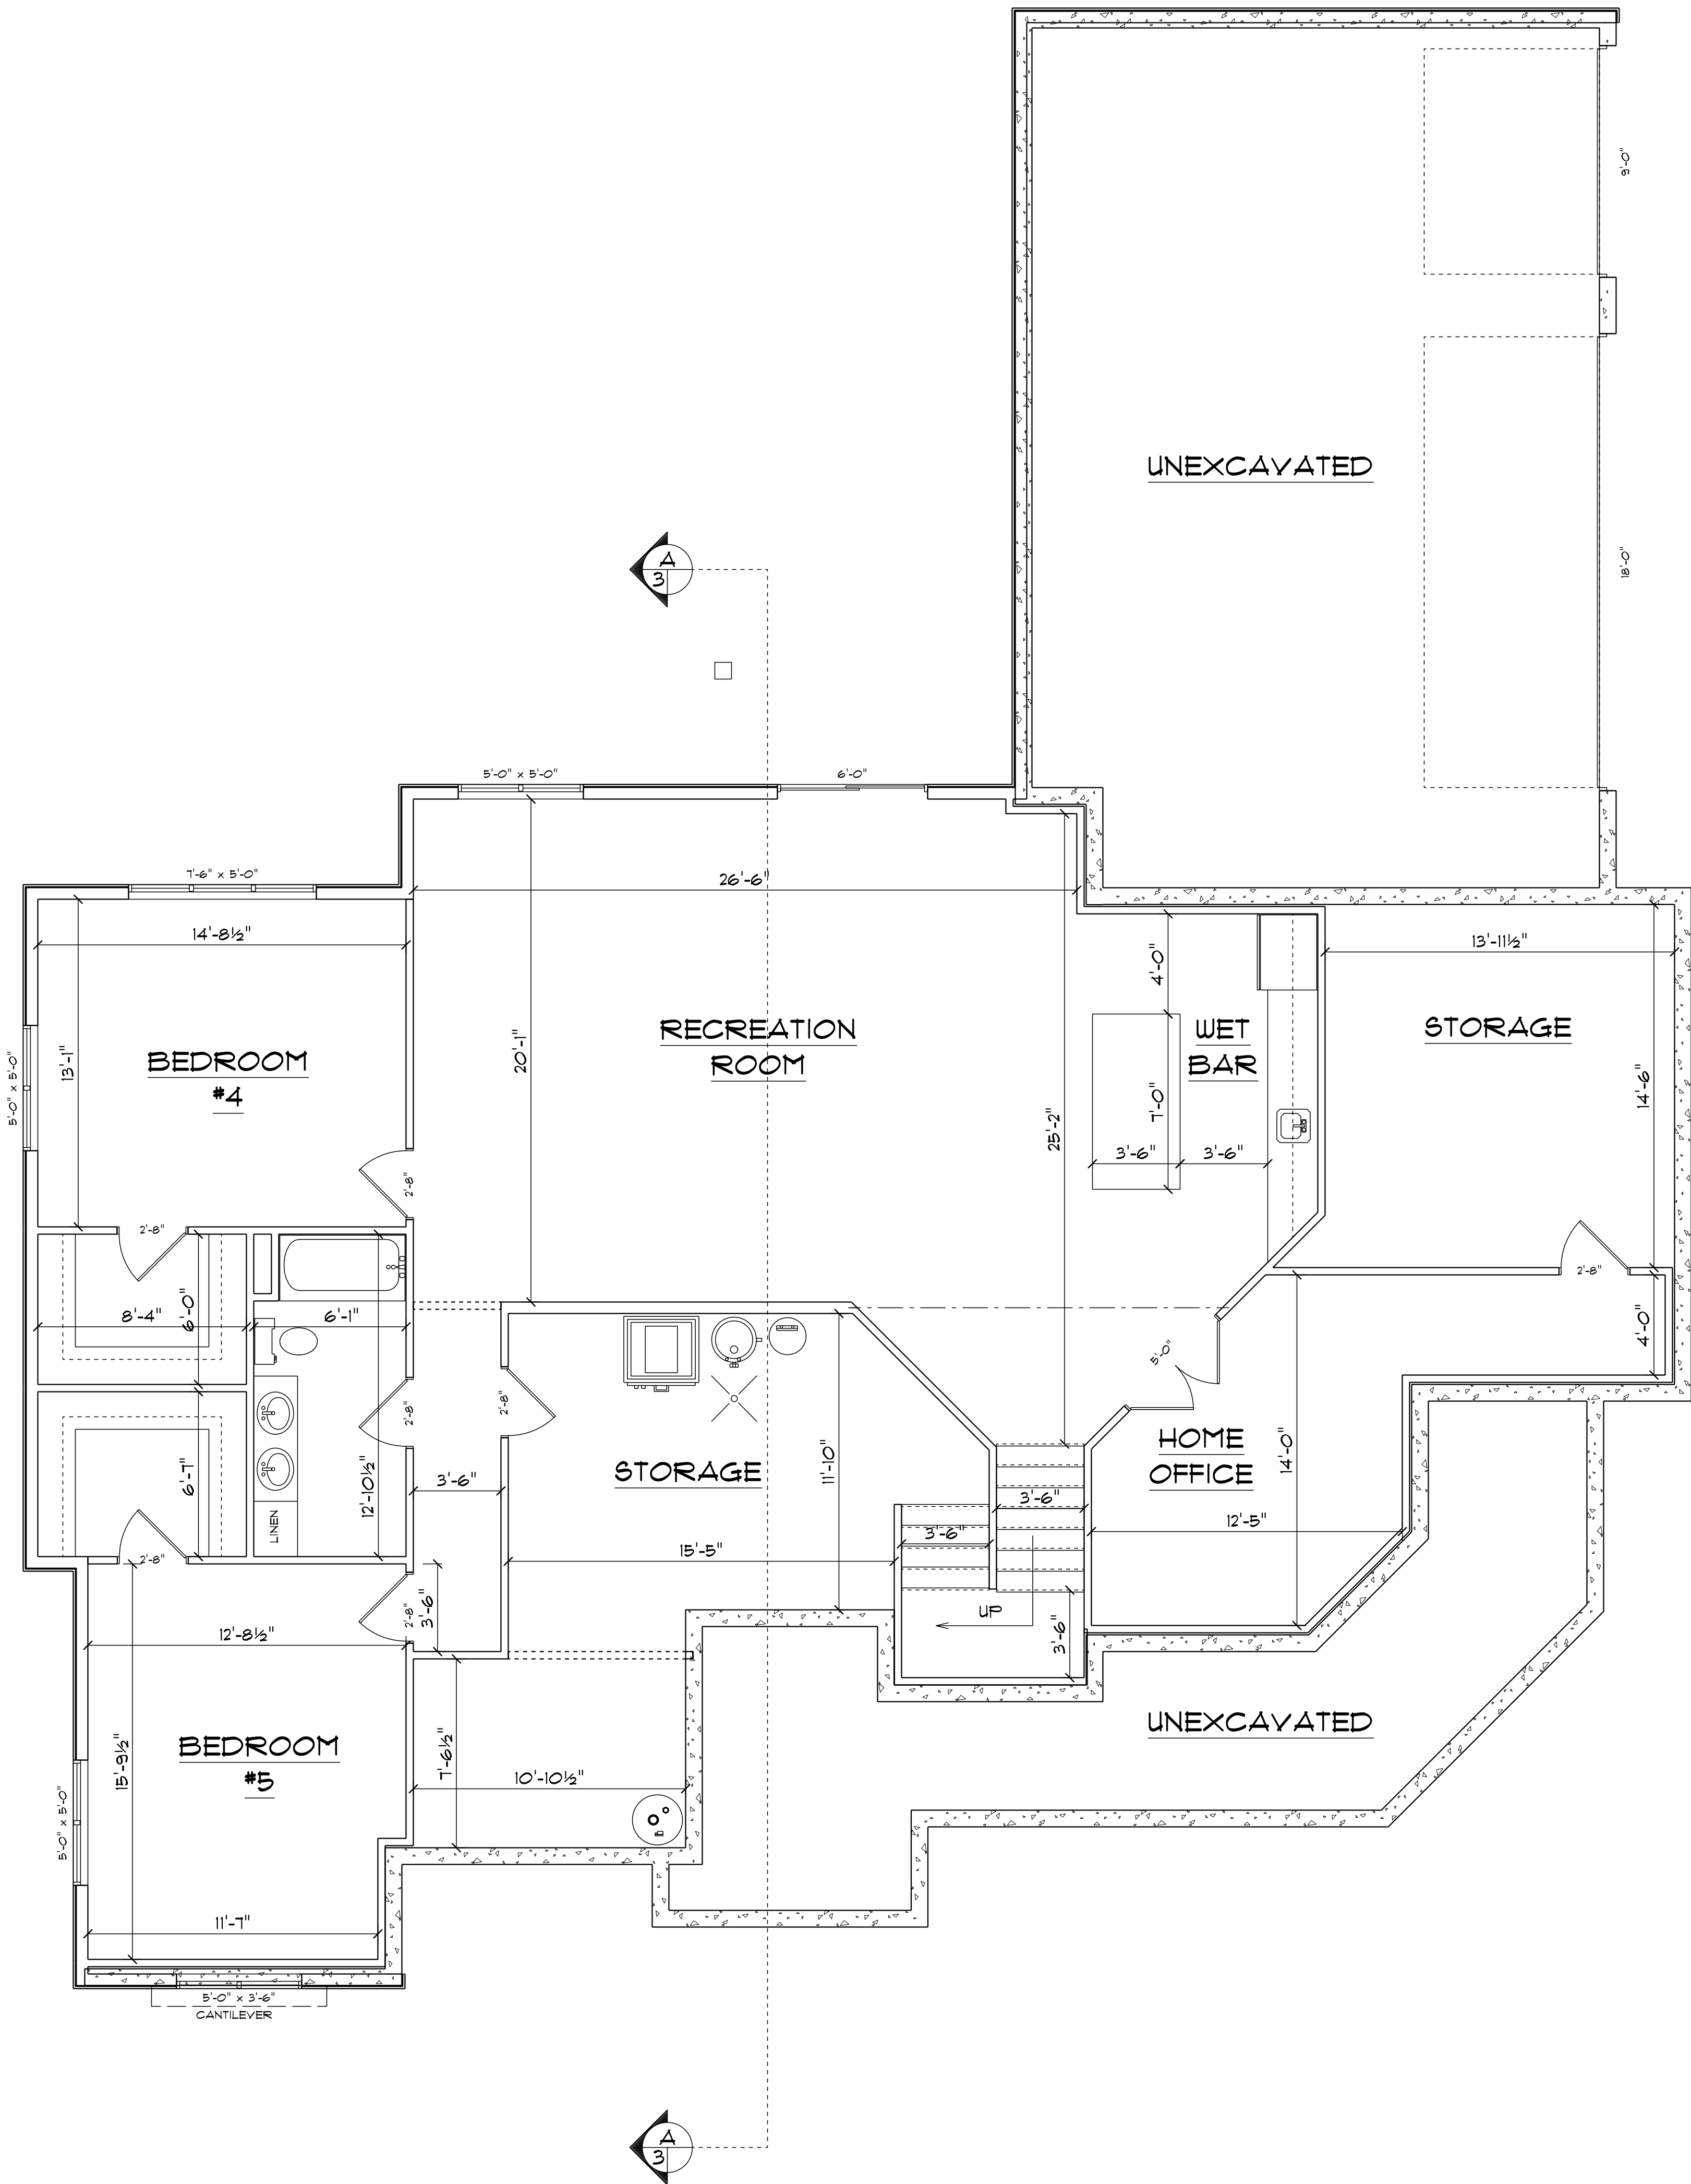 9'-0"
UNEXCAVATED
18'-0"
A
3
5'-0" x 5'-0"
6'-0"
7'-6" x 5'-0"
26'-6"
14'-8½"
13'-11½"
4'-0"
RECREATION
ROOM
WET
BAR
STORAGE
BEDROOM
#4
13'-1"
20'-1"
5'-0" x 5'-0"
7'-0"
14'-6"
25'-2"
3'-6"
3'-6"
2'-8"
2'-8"
2'-8"
8'-4"
6'-0"
6'-1"
4'-0"
5'-0"
2'-8"
2'-8"
HOME
OFFICE
STORAGE
11'-10"
14'-0"
6'-7"
12'-10½"
3'-6"
3'-6"
LINEN
12'-5"
3'-6"
15'-5"
2'-8"
2'-8"
3'-6"
UP
3'-6"
12'-8½"
UNEXCAVATED
BEDROOM
#5
15'-9½"
7'-6½"
10'-10½"
5'-0" x 5'-0"
11'-7"
5'-0" x 3'-6"
CANTILEVER
A
3